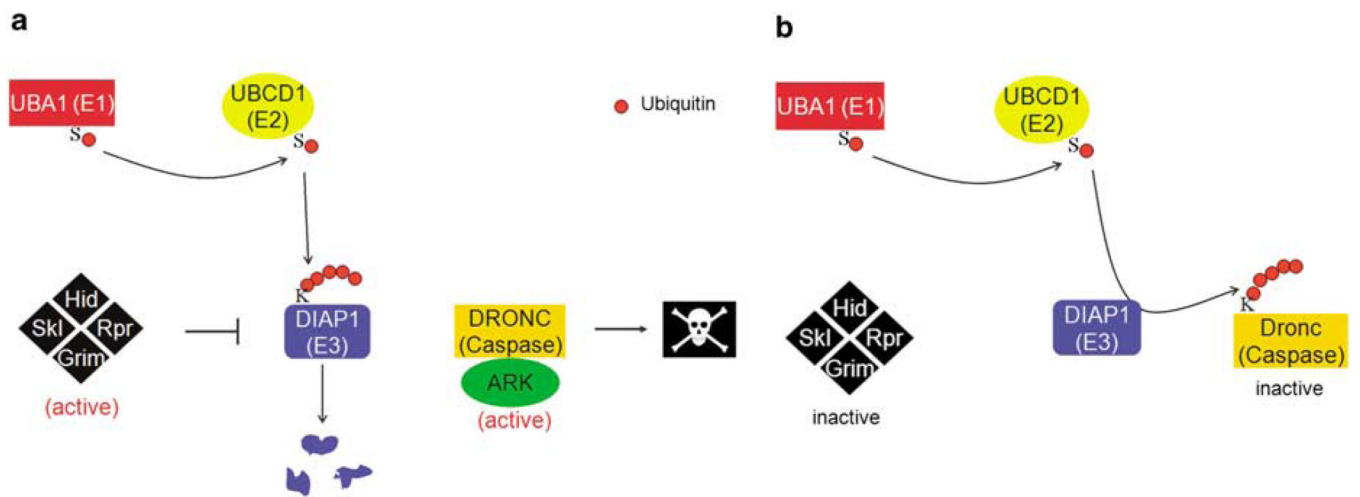 a
UBA1 (E1)
S
UBCD1
(E2)
S
K
Hid
Skl Rpr
Grim
(active)
DIAP1
(E3)
DRONC
(Caspase)
ARK
(active)
Ubiquitin
b
UBA1 (E1)
S
UBCD1
(E2)
S
Hid
Skl Rpr
Grim
inactive
DIAP1
(E3)
K
Dronc
(Caspase)
inactive